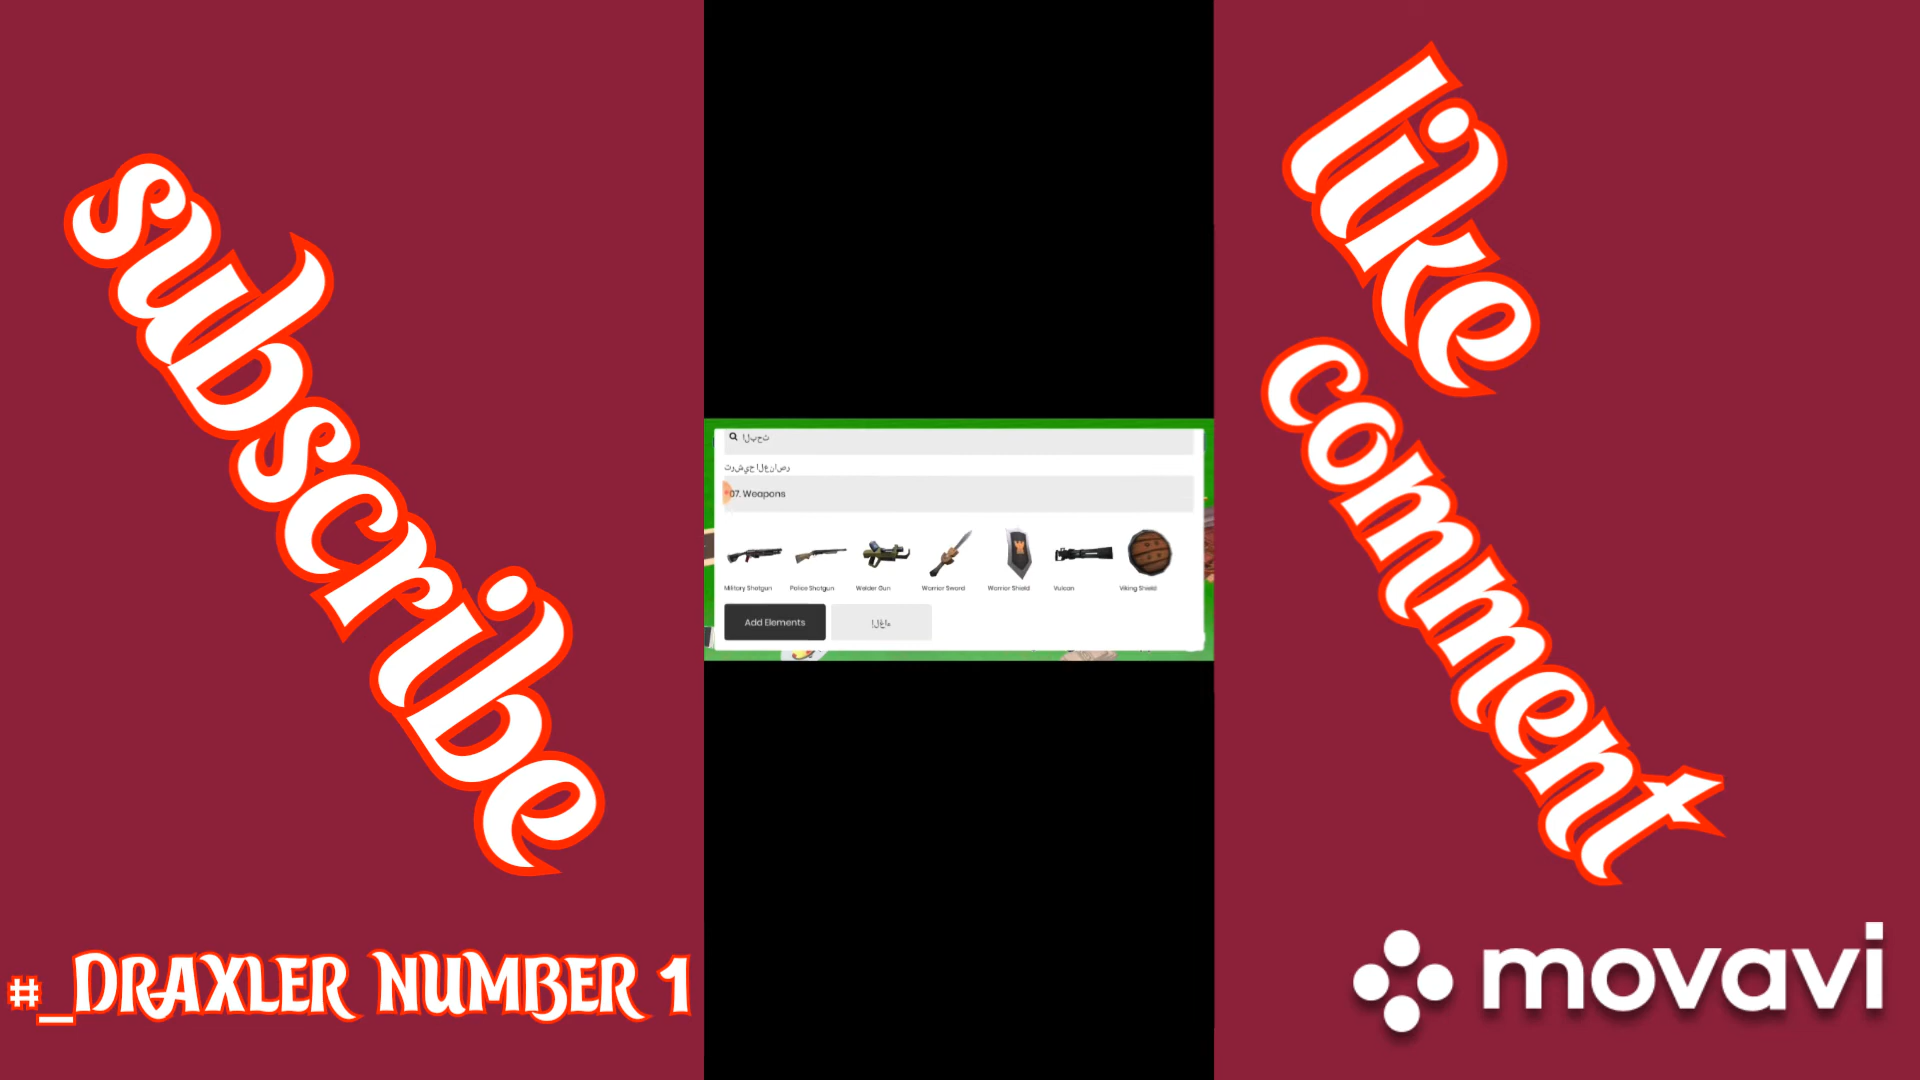 subscribe
like
comment
البحث
ترشيح العناصر
07. Weapons
Military Shotgun
Police Shotgun
Welder Gun
Warrior Sword
Warrior Shield
Vulcan
Viking Shield
Add Elements
الغاء
#_DRAXLER NUMBER 1
movavi